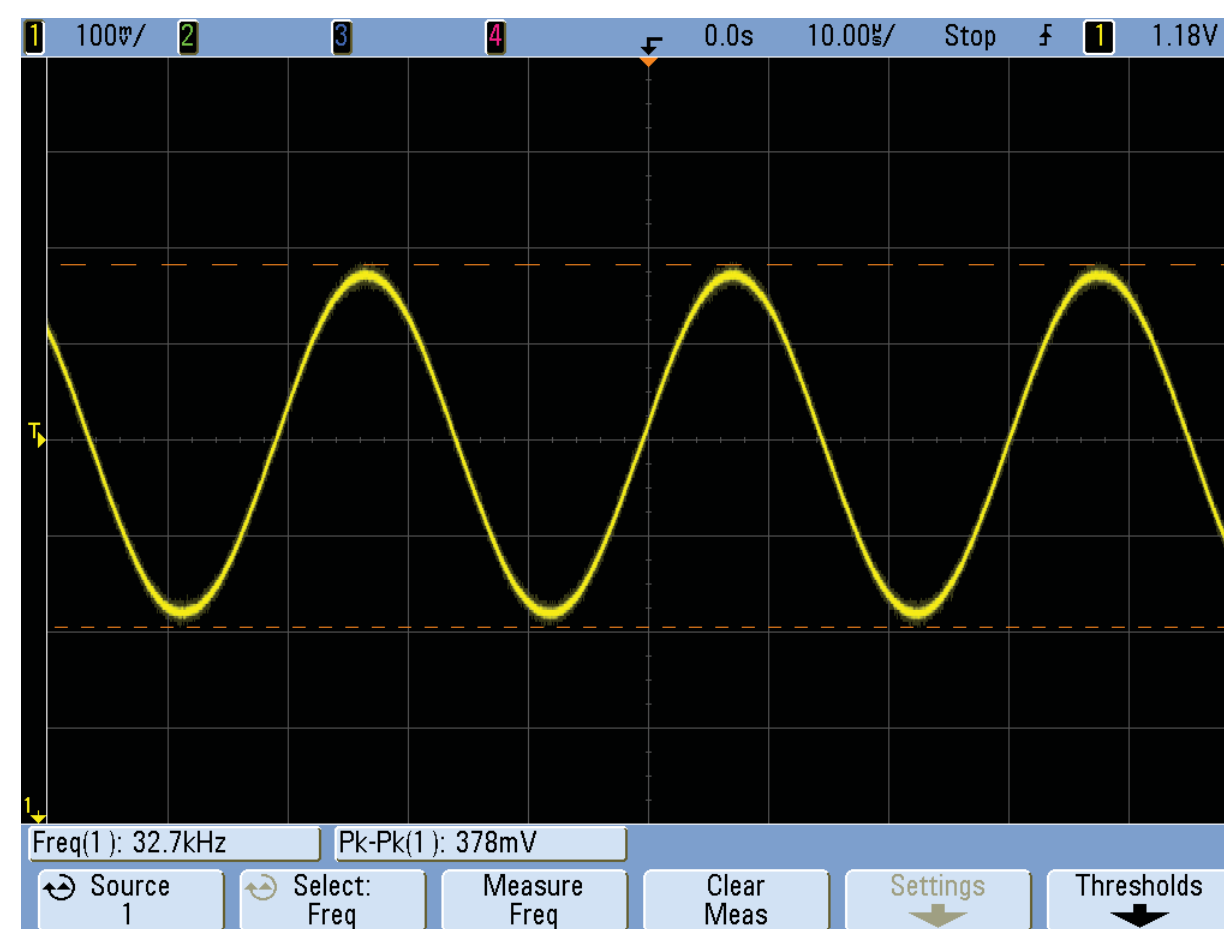 1 100mV/ 2 3 4 0.0s 10.00µs/ Stop 1 1.18V
T
1
Freq(1): 32.7kHz Pk-Pk(1): 378mV
Source Select: Measure Clear Settings Thresholds
1 Freq Freq Meas